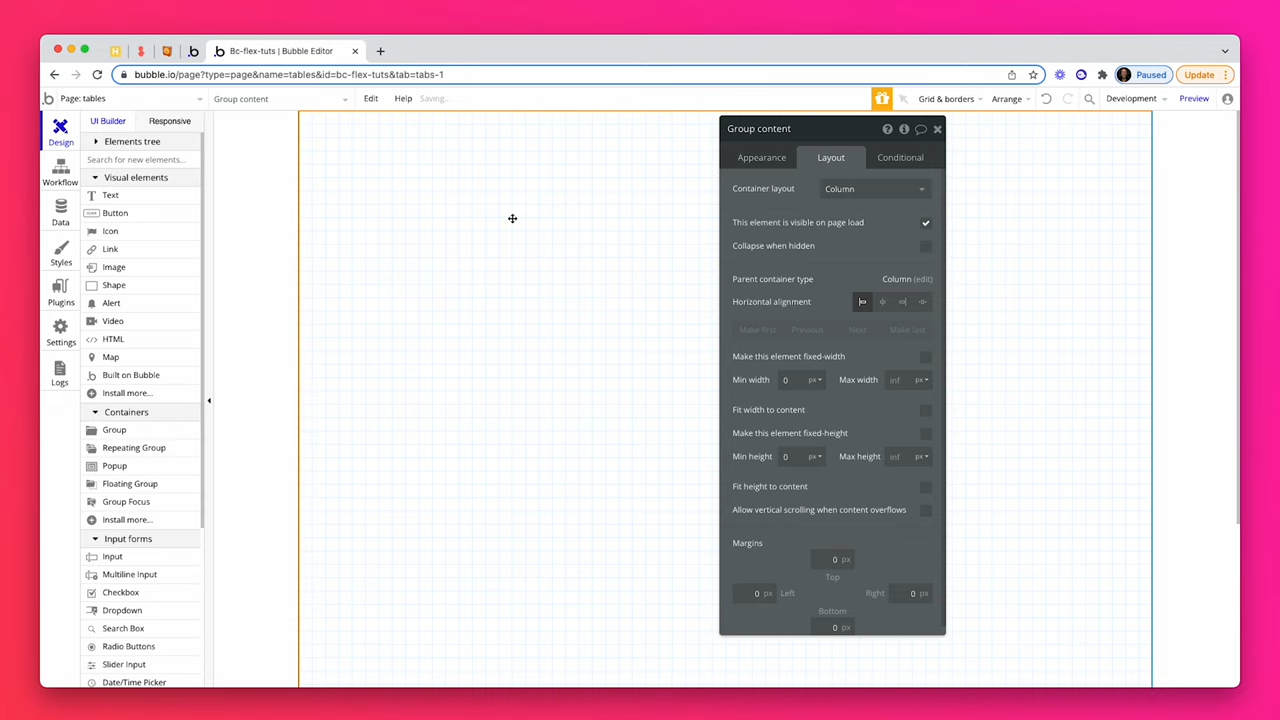 Bc-flex-tuts | Bubble Editor
bubble.io/page?type=page&name=tables&id=bc-flex-tuts&tab=tabs-1
Paused
Update
Page: tables
Group content
Edit
Help
Saving..
Grid & borders
Arrange
Development
Preview
Design
Workflow
Data
Styles
Plugins
Settings
Logs
UI Builder
Responsive
Elements tree
Search for new elements...
Visual elements
Text
Button
Icon
Link
Image
Shape
Alert
Video
HTML
Map
Built on Bubble
Install more...
Containers
Group
Repeating Group
Popup
Floating Group
Group Focus
Install more...
Input forms
Input
Multiline Input
Checkbox
Dropdown
Search Box
Radio Buttons
Slider Input
Date/Time Picker
Group content
Appearance
Layout
Conditional
Container layout
Column
This element is visible on page load
Collapse when hidden
Parent container type
Column (edit)
Horizontal alignment
Make first
Previous
Next
Make last
Make this element fixed-width
Min width 0 px
Max width inf px
Fit width to content
Make this element fixed-height
Min height 0 px
Max height inf px
Fit height to content
Allow vertical scrolling when content overflows
Margins
0 px
Top
0 px Left
Right 0 px
Bottom
0 px